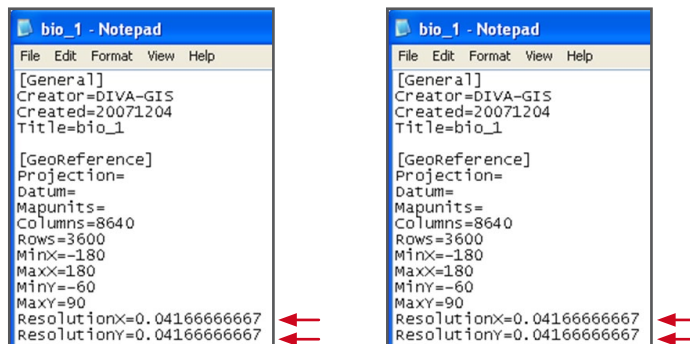 bio_1 - Notepad
File Edit Format View Help
[General]
Creator=DIVA-GIS
Created=20071204
Title=bio_1
[GeoReference]
Projection=
Datum=
Mapunits=
Columns=8640
Rows=3600
MinX=-180
MaxX=180
MinY=-60
MaxY=90
ResolutionX=0.04166666667
ResolutionY=0.04166666667
bio_1 - Notepad
File Edit Format View Help
[General]
Creator=DIVA-GIS
Created=20071204
Title=bio_1
[GeoReference]
Projection=
Datum=
Mapunits=
Columns=8640
Rows=3600
MinX=-180
MaxX=180
MinY=-60
MaxY=90
ResolutionX=0.04166666667
ResolutionY=0.04166666667